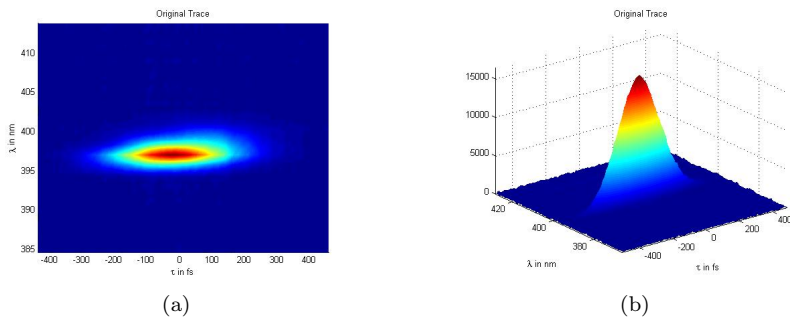 Original Trace
410
405
400
395
390
385
λ in nm
-400 -300 -200 -100 0 100 200 300 400
τ in fs
(a)
Original Trace
15000
10000
5000
0
420
400
380
λ in nm
-400
-200
0
200
400
τ in fs
(b)